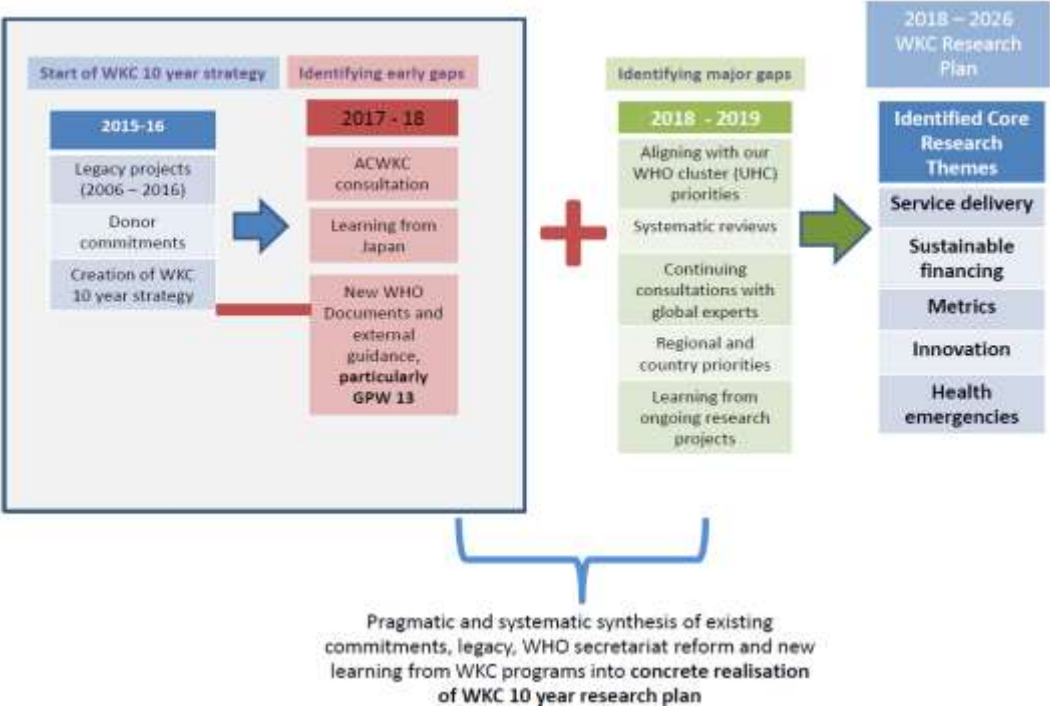 Start of WKC 10 year strategy
2015-16
Legacy projects
(2006 – 2016)
Donor
commitments
Creation of WKC
10 year strategy
Identifying early gaps
2017 - 18
ACWKC
consultation
Learning from
Japan
New WHO
Documents and
external
guidance,
particularly
GPW 13
Identifying major gaps
2018 - 2019
Aligning with our
WHO cluster (UHC)
priorities
Systematic reviews
Continuing
consultations with
global experts
Regional and
country priorities
Learning from
ongoing research
projects
2018 – 2026
WKC Research
Plan
Identified Core
Research
Themes
Service delivery
Sustainable
financing
Metrics
Innovation
Health
emergencies
Pragmatic and systematic synthesis of existing
commitments, legacy, WHO secretariat reform and new
learning from WKC programs into concrete realisation
of WKC 10 year research plan